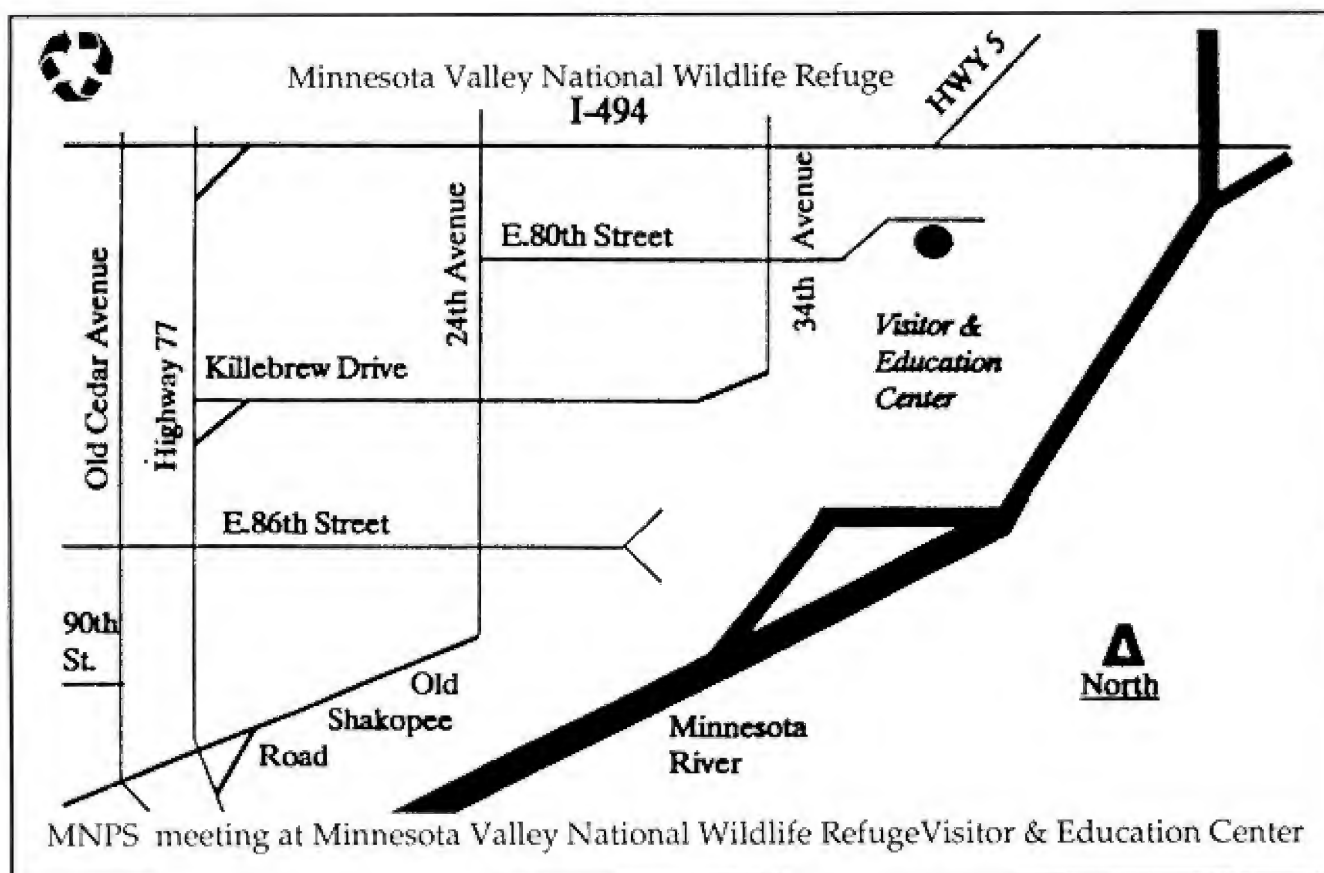 Minnesota Valley National Wildlife Refuge
I-494
HWY 5
Old Cedar Avenue
Highway 77
24th Avenue
34th Avenue
E.80th Street
Visitor &
Education
Center
Killebrew Drive
E.86th Street
90th
St.
Old
Shakopee
Road
Minnesota
River
North
MNPS meeting at Minnesota Valley National Wildlife RefugeVisitor & Education Center